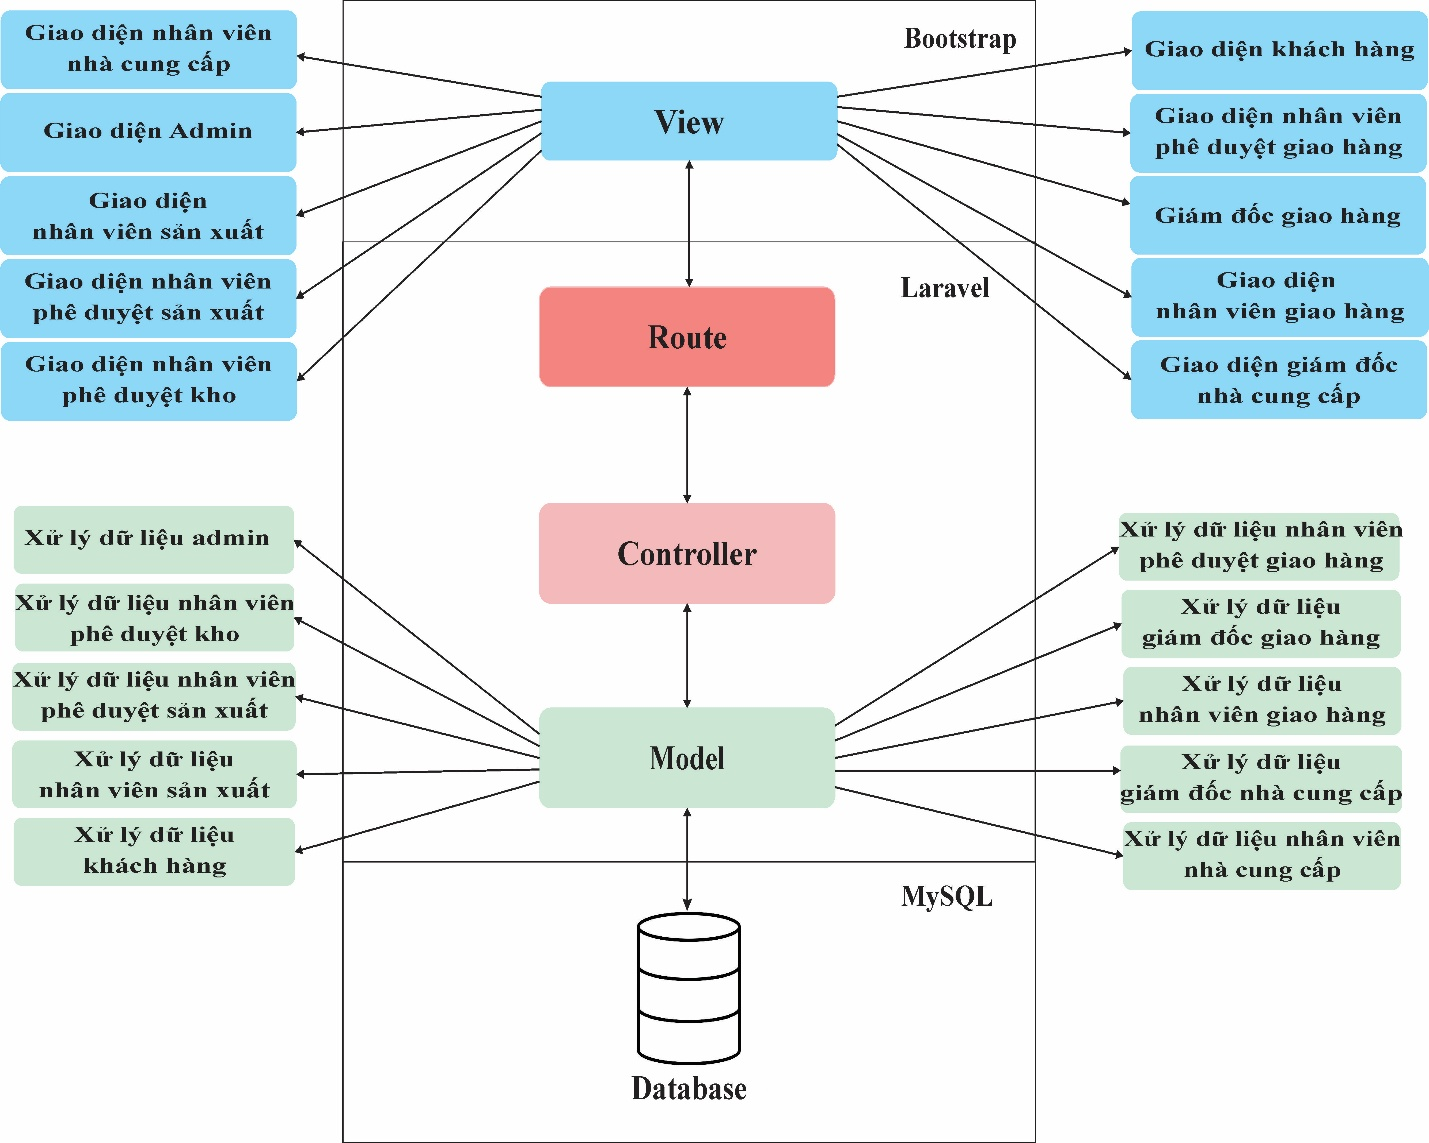 Giao diện nhân viên
nhà cung cấp
Giao diện Admin
Giao diện
nhân viên sản xuất
Giao diện nhân viên
phê duyệt sản xuất
Giao diện nhân viên
phê duyệt kho
Bootstrap
View
Giao diện khách hàng
Giao diện nhân viên
phê duyệt giao hàng
Giám đốc giao hàng
Giao diện
nhân viên giao hàng
Giao diện giám đốc
nhà cung cấp
Laravel
Route
Controller
Xử lý dữ liệu admin
Xử lý dữ liệu nhân viên
phê duyệt kho
Xử lý dữ liệu nhân viên
phê duyệt sản xuất
Xử lý dữ liệu
nhân viên sản xuất
Xử lý dữ liệu
khách hàng
Model
Xử lý dữ liệu nhân viên
phê duyệt giao hàng
Xử lý dữ liệu
giám đốc giao hàng
Xử lý dữ liệu
nhân viên giao hàng
Xử lý dữ liệu
giám đốc nhà cung cấp
Xử lý dữ liệu nhân viên
nhà cung cấp
MySQL
Database